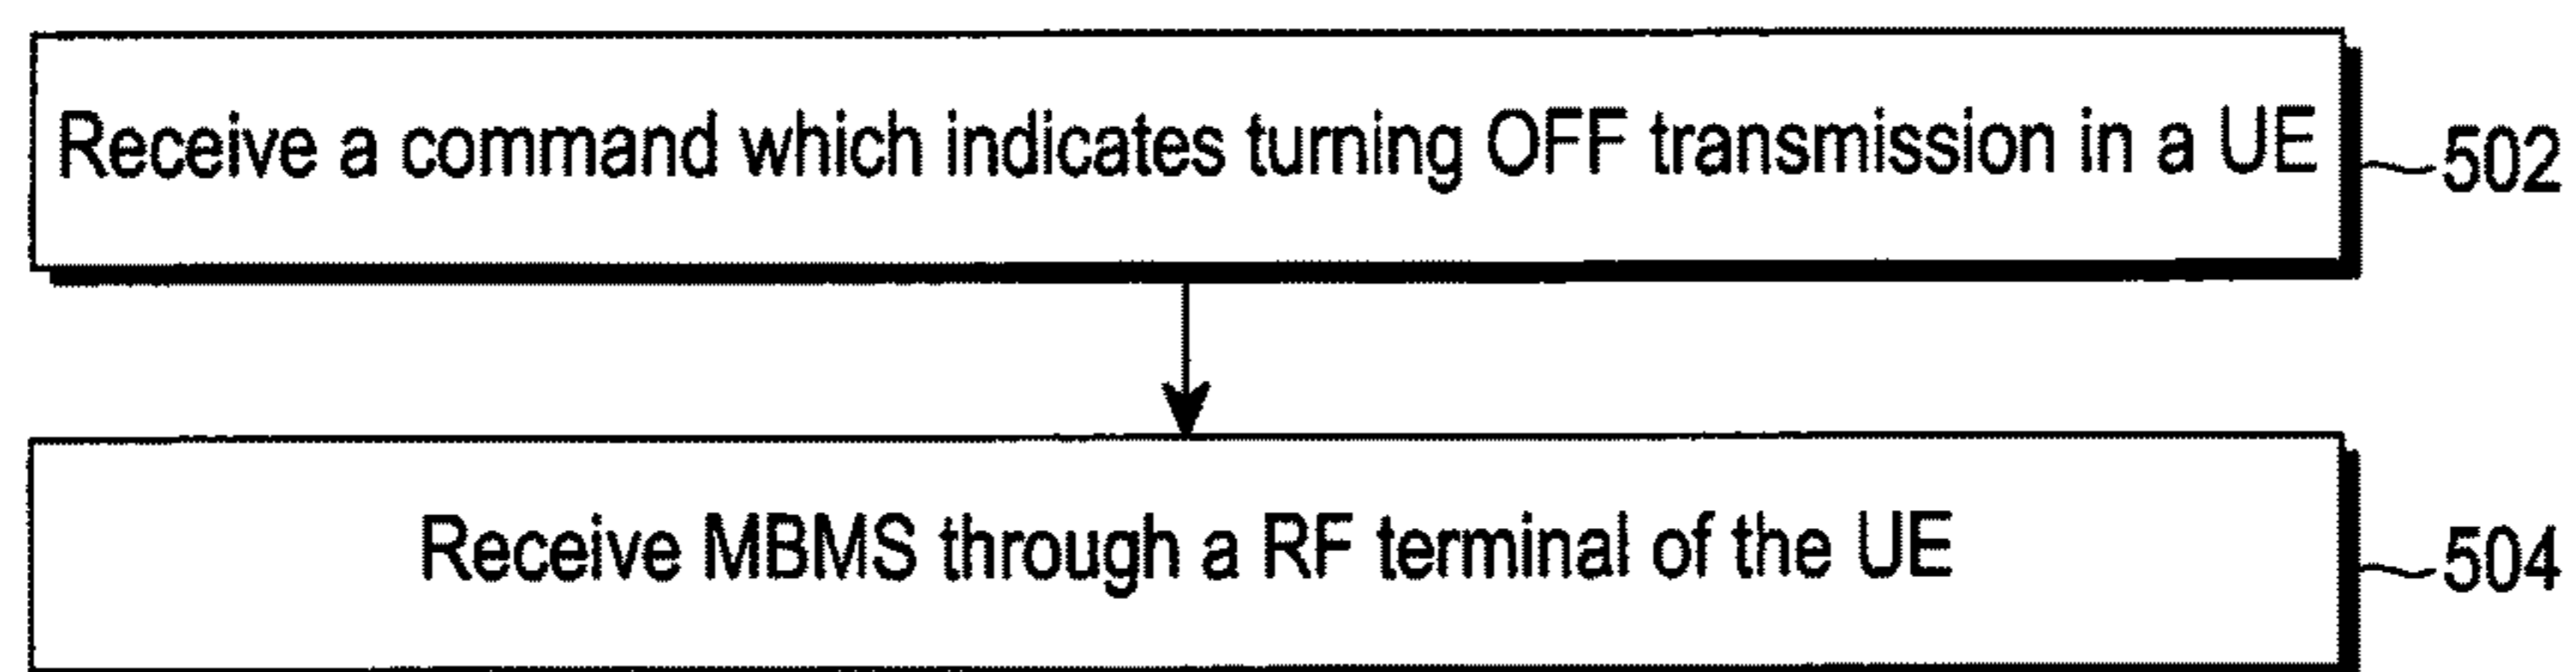 Receive a command which indicates turning OFF transmission in a UE
502
Receive MBMS through a RF terminal of the UE
504